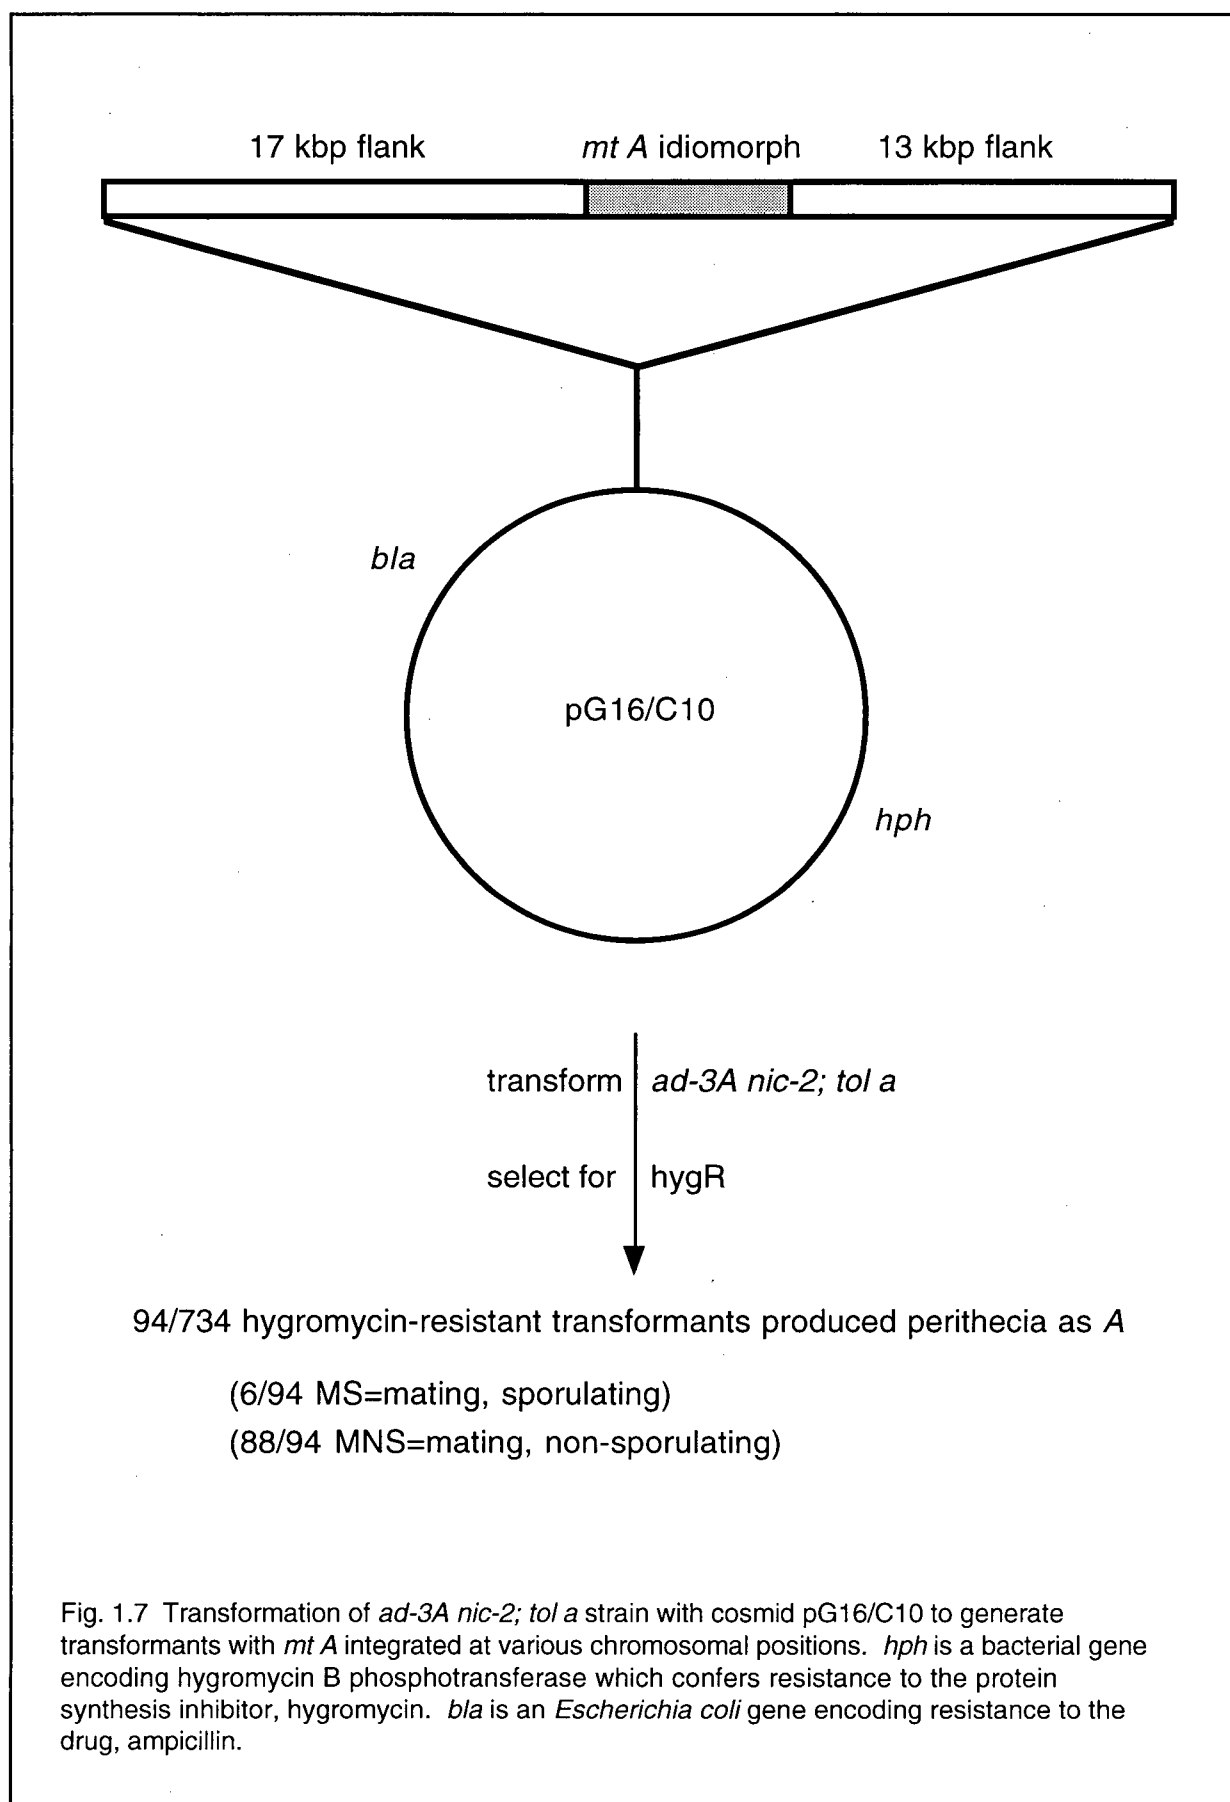 17 kbp flank mt A idiomorph 13 kbp flank
bla
pG16/C10
hph
transform ad-3A nic-2; tol a
select for hygR
94/734 hygromycin-resistant transformants produced perithecia as A
(6/94 MS=mating, sporulating)
(88/94 MNS=mating, non-sporulating)
Fig. 1.7 Transformation of ad-3A nic-2; tol a strain with cosmid pG16/C10 to generate
transformants with mt A integrated at various chromosomal positions. hph is a bacterial gene
encoding hygromycin B phosphotransferase which confers resistance to the protein
synthesis inhibitor, hygromycin. bla is an Escherichia coli gene encoding resistance to the
drug, ampicillin.